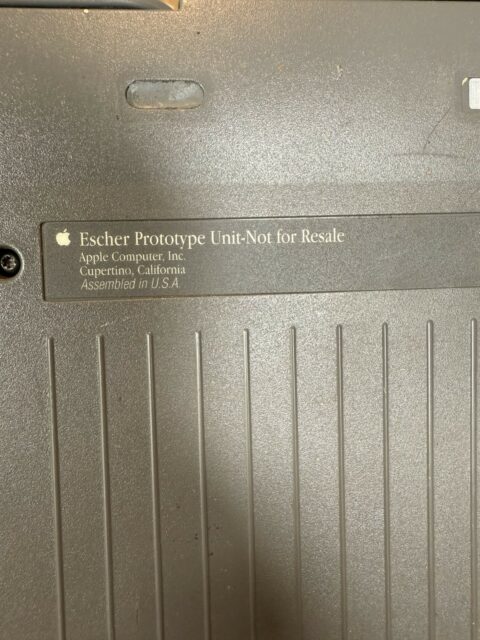 Escher Prototype Unit-Not for Resale
Apple Computer, Inc.
Cupertino, California
Assembled in U.S.A.